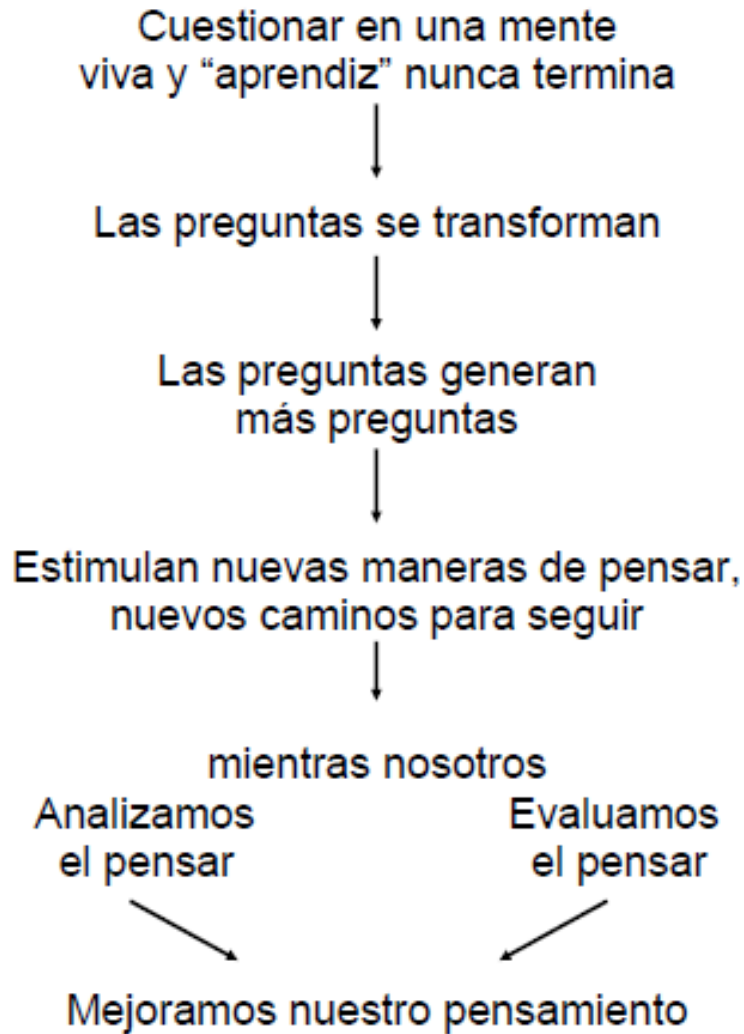 Cuestionar en una mente
viva y “aprendiz” nunca termina
Las preguntas se transforman
Las preguntas generan
más preguntas
Estimulan nuevas maneras de pensar,
nuevos caminos para seguir
mientras nosotros
Analizamos
el pensar
Evaluamos
el pensar
Mejoramos nuestro pensamiento